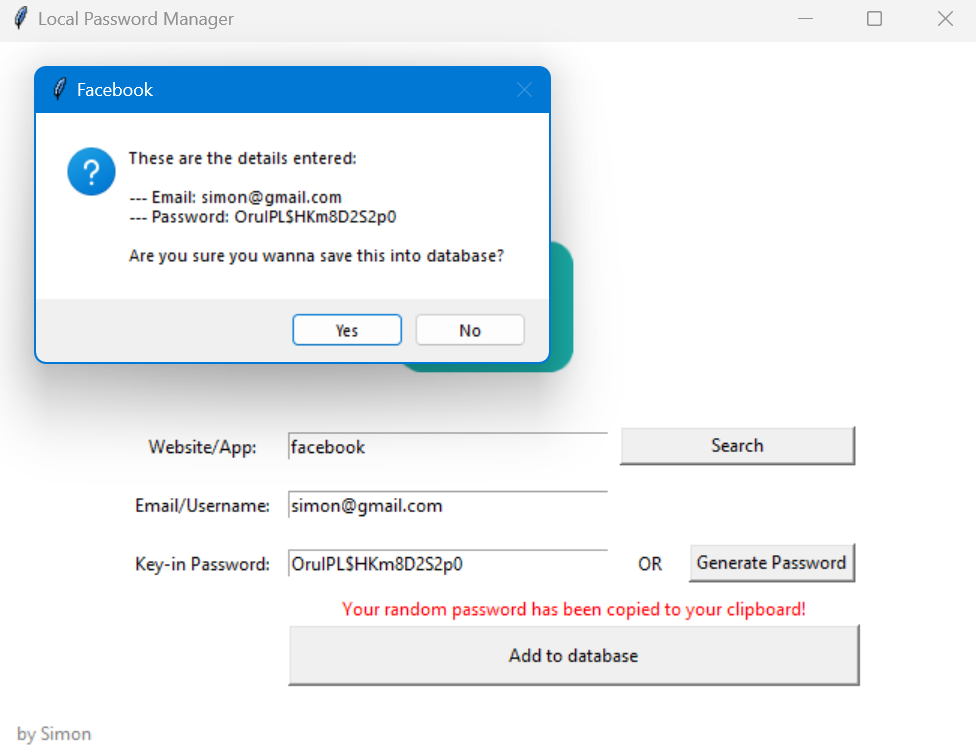 Local Password Manager
Facebook
These are the details entered:
--- Email: simon@gmail.com
--- Password: OruIPL$HKm8D2S2p0
Are you sure you wanna save this into database?
Yes No
Website/App: facebook Search
Email/Username: simon@gmail.com
Key-in Password: OruIPL$HKm8D2S2p0 OR Generate Password
Your random password has been copied to your clipboard!
Add to database
by Simon